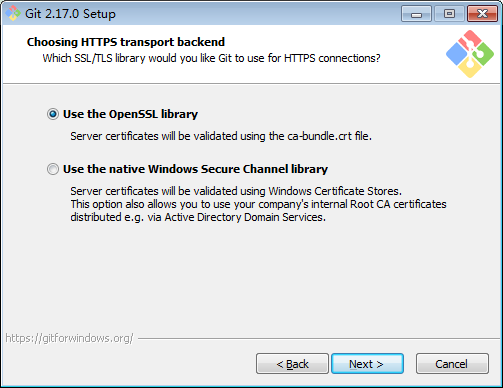 Git 2.17.0 Setup
Choosing HTTPS transport backend
Which SSL/TLS library would you like Git to use for HTTPS connections?
Use the OpenSSL library
Server certificates will be validated using the ca-bundle.crt file.
Use the native Windows Secure Channel library
Server certificates will be validated using Windows Certificate Stores.
This option also allows you to use your company's internal Root CA certificates
distributed e.g. via Active Directory Domain Services.
https://gitforwindows.org/
< Back
Next >
Cancel